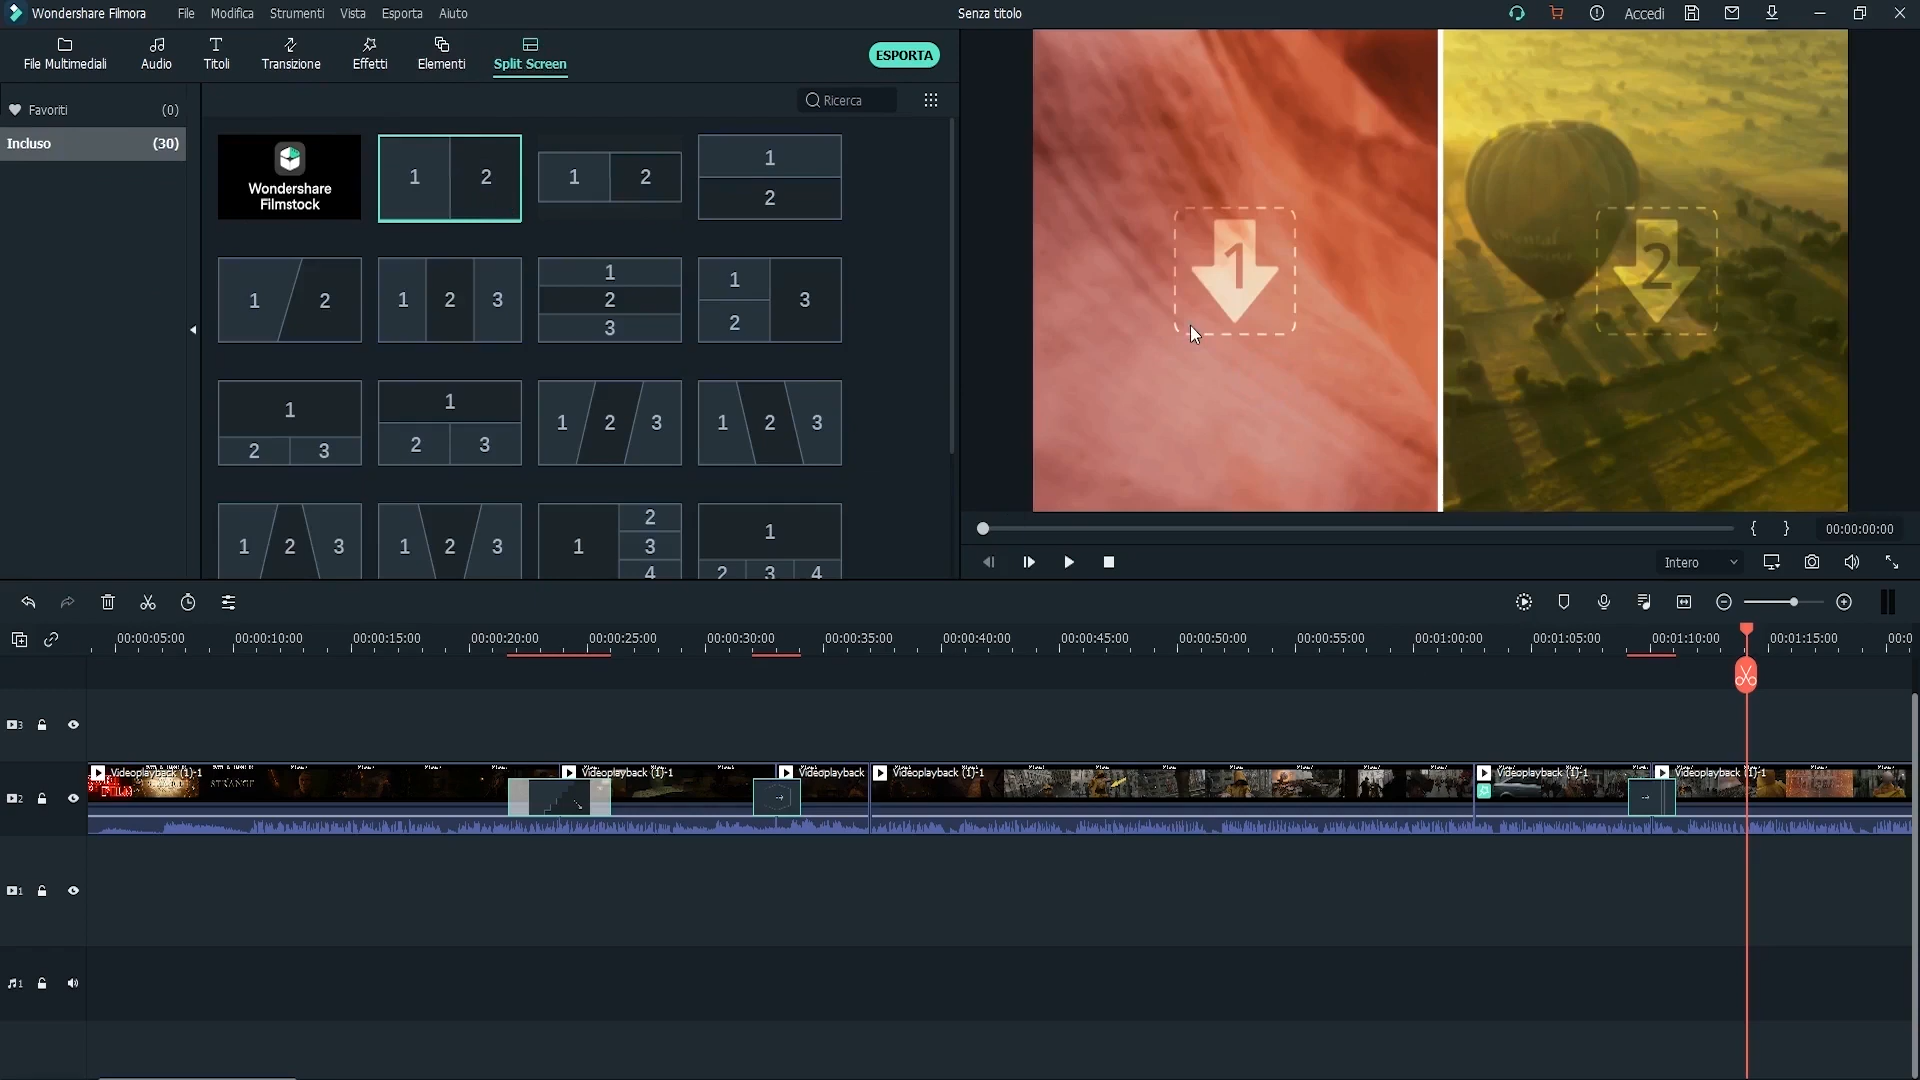 Wondershare Filmora
File Modifica Strumenti Vista Esporta Aiuto
Senza titolo
Accedi
File Multimediali
Audio
Titoli
Transizione
Effetti
Elementi
Split Screen
ESPORTA
Favoriti (0)
Incluso (30)
Ricerca
Wondershare
Filmstock
1 2
1 2
1
2
1 2
1 2 3
1
2
3
1
2
3
1
2 3
1
2 3
1 2 3
1 2 3
1 2 3
1 2 3
1
2
3
4
1
2 3 4
1
2
00:00:00:00
Intero
00:00:05:00 00:00:10:00 00:00:15:00 00:00:20:00 00:00:25:00 00:00:30:00 00:00:35:00 00:00:40:00 00:00:45:00 00:00:50:00 00:00:55:00 00:01:00:00 00:01:05:00 00:01:10:00 00:01:15:00 00:0
3
2
Videoplayback (1)-1
STRANGE
Videoplayback (1)-1
Videoplayback
Videoplayback (1)-1
Videoplayback (1)-1
Videoplayback (1)-1
1
1